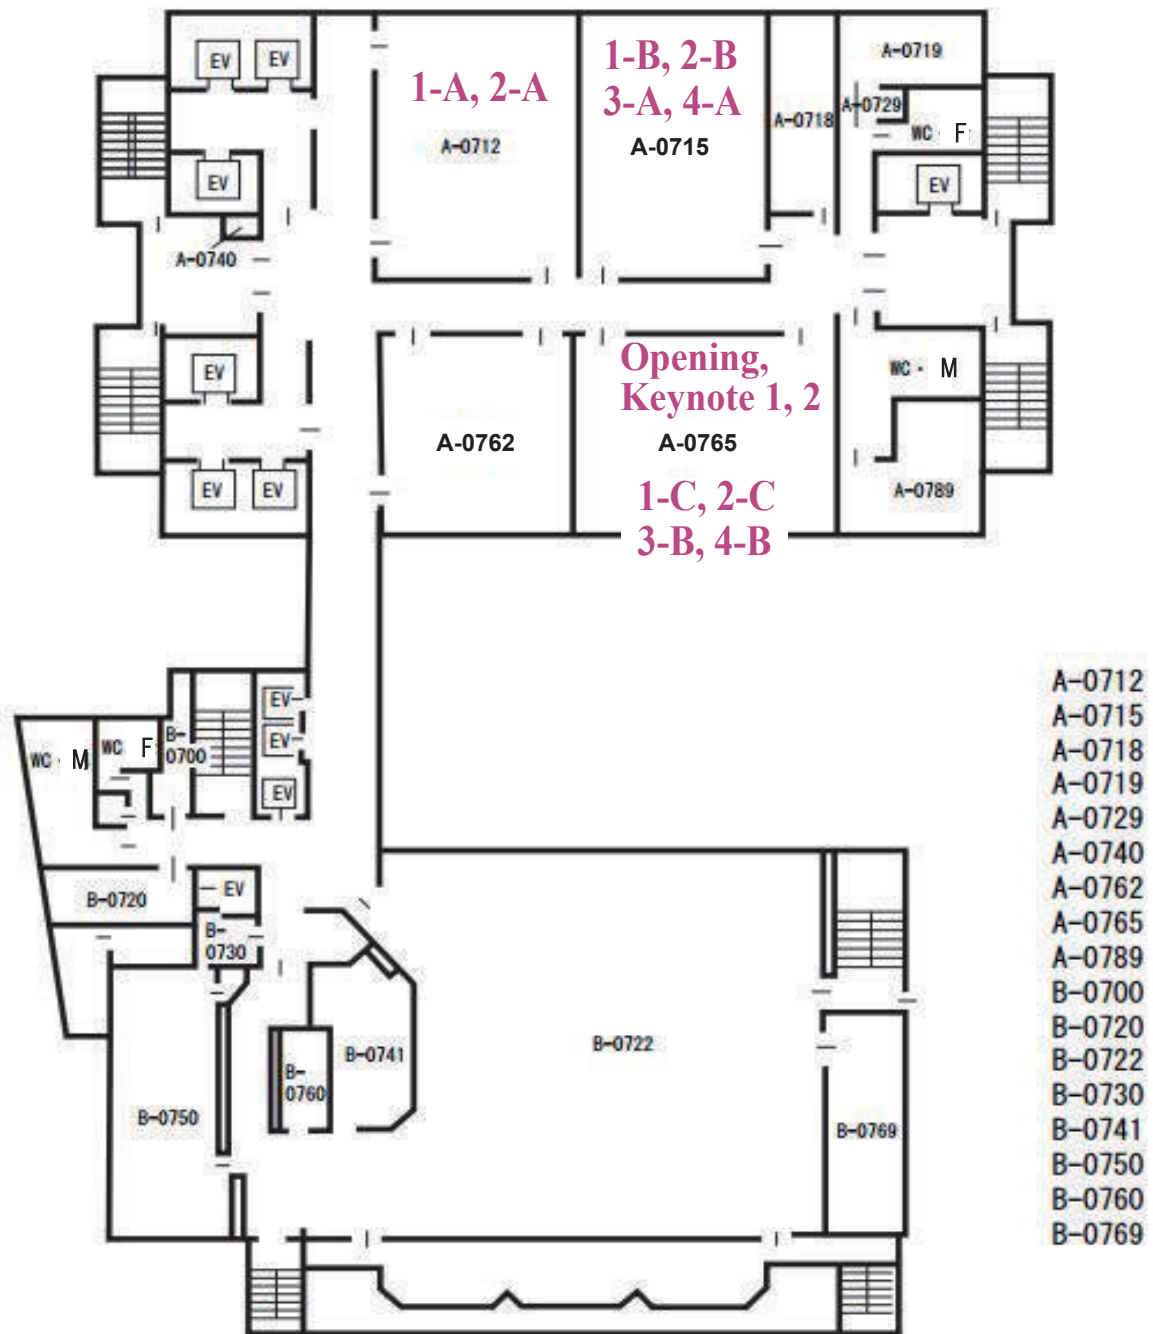 EV
EV
1-A, 2-A
1-B, 2-B
3-A, 4-A
A-0719
A-0729
A-0718
WC · F
A-0712
A-0715
EV
EV
A-0740
EV
Opening,
Keynote 1, 2
WC · M
A-0762
A-0765
EV
EV
1-C, 2-C
3-B, 4-B
A-0789
A-0712
A-0715
A-0718
A-0719
A-0729
A-0740
A-0762
A-0765
A-0789
B-0700
B-0720
B-0722
B-0730
B-0741
B-0750
B-0760
B-0769
EV
EV
EV
WC · M
WC F
B-
0700
EV
B-0720
B-
0730
B-0741
B-0722
B-
0760
B-0750
B-0769